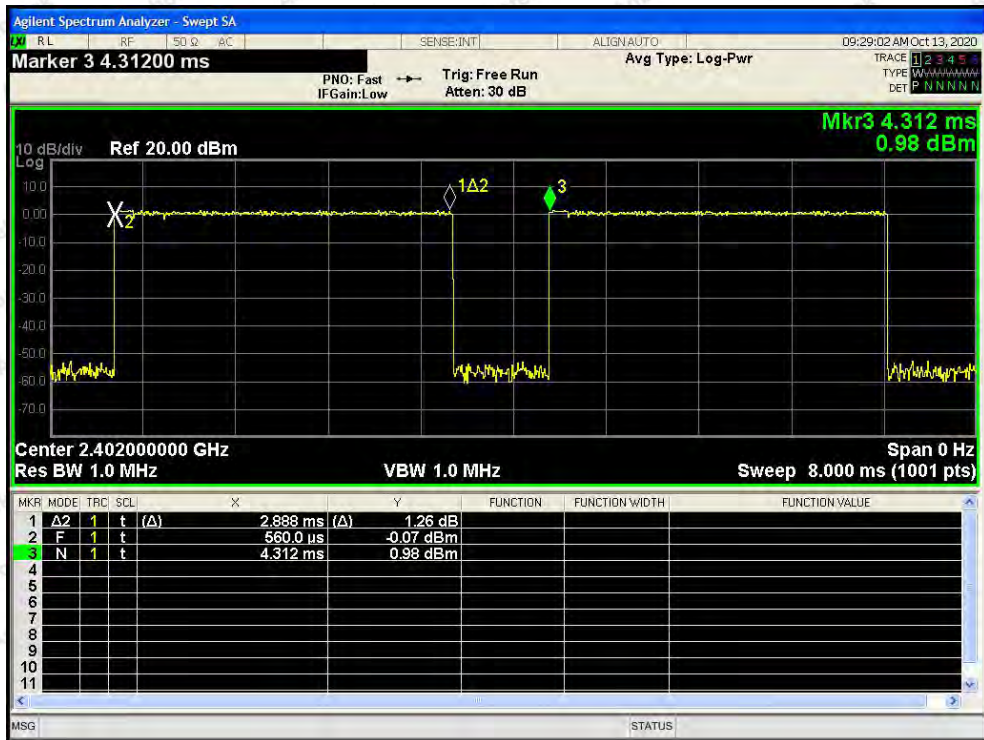 Agilent Spectrum Analyzer - Swept SA
LXI RL RF 50 Ω AC SENSE:INT ALIGNAUTO 09:29:02 AM Oct 13, 2020
Marker 3 4.31200 ms
PNO: Fast
IFGain:Low
Trig: Free Run
Atten: 30 dB
Avg Type: Log-Pwr
TRACE 1 2 3 4 5 6
TYPE WWWWWWW
DET P N N N N N
Mkr3 4.312 ms
0.98 dBm
10 dB/div Ref 20.00 dBm
Log
10.0
0.00
-10.0
-20.0
-30.0
-40.0
-50.0
-60.0
-70.0
2
1Δ2
3
Center 2.402000000 GHz Span 0 Hz
Res BW 1.0 MHz VBW 1.0 MHz Sweep 8.000 ms (1001 pts)
MKR MODE TRC SCL X Y FUNCTION FUNCTION WIDTH FUNCTION VALUE
1 Δ2 1 t (Δ) 2.888 ms (Δ) 1.26 dB
2 F 1 t 560.0 µs -0.07 dBm
3 N 1 t 4.312 ms 0.98 dBm
4
5
6
7
8
9
10
11
MSG STATUS